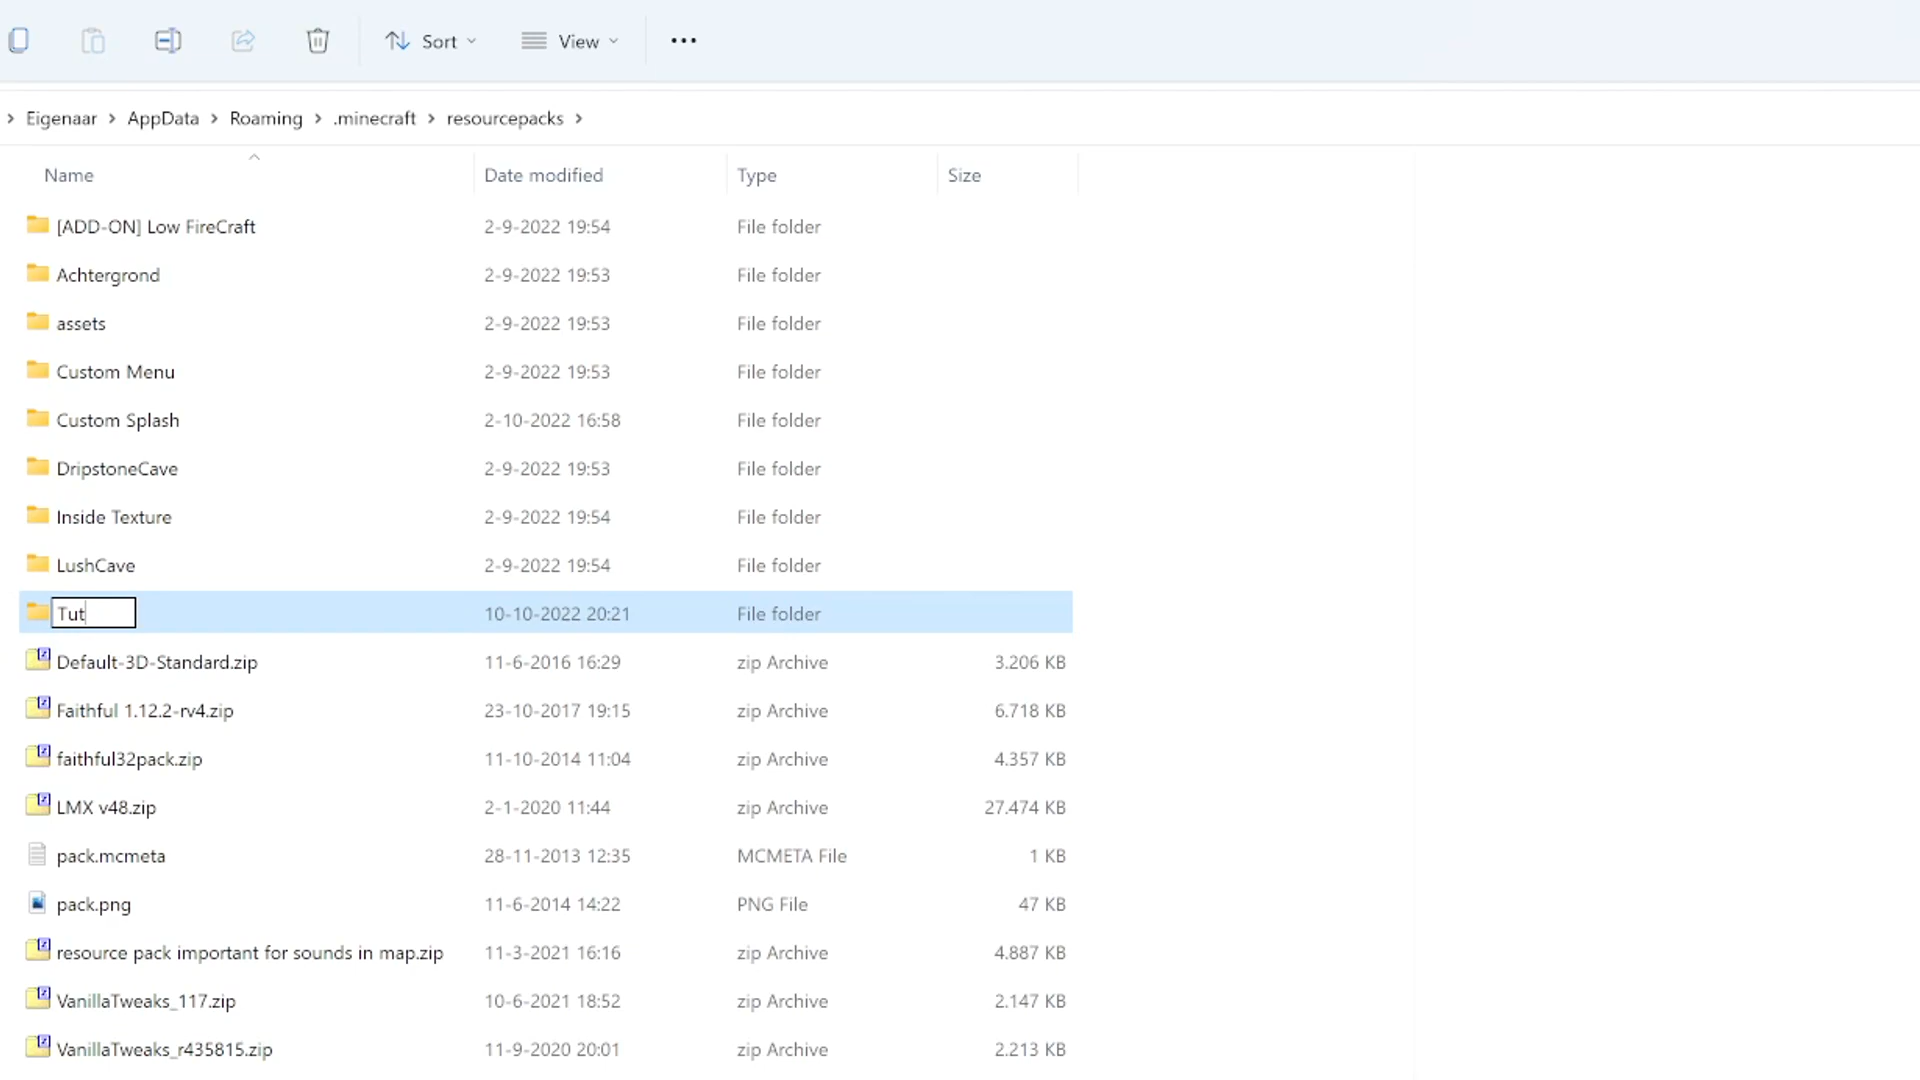 Sort View
Eigenaar AppData Roaming .minecraft resourcepacks
Name Date modified Type Size
[ADD-ON] Low FireCraft 2-9-2022 19:54 File folder
Achtergrond 2-9-2022 19:53 File folder
assets 2-9-2022 19:53 File folder
Custom Menu 2-9-2022 19:53 File folder
Custom Splash 2-10-2022 16:58 File folder
DripstoneCave 2-9-2022 19:53 File folder
Inside Texture 2-9-2022 19:54 File folder
LushCave 2-9-2022 19:54 File folder
Tut 10-10-2022 20:21 File folder
Default-3D-Standard.zip 11-6-2016 16:29 zip Archive 3.206 KB
Faithful 1.12.2-rv4.zip 23-10-2017 19:15 zip Archive 6.718 KB
faithful32pack.zip 11-10-2014 11:04 zip Archive 4.357 KB
LMX v48.zip 2-1-2020 11:44 zip Archive 27.474 KB
pack.mcmeta 28-11-2013 12:35 MCMETA File 1 KB
pack.png 11-6-2014 14:22 PNG File 47 KB
resource pack important for sounds in map.zip 11-3-2021 16:16 zip Archive 4.887 KB
VanillaTweaks_117.zip 10-6-2021 18:52 zip Archive 2.147 KB
VanillaTweaks_r435815.zip 11-9-2020 20:01 zip Archive 2.213 KB